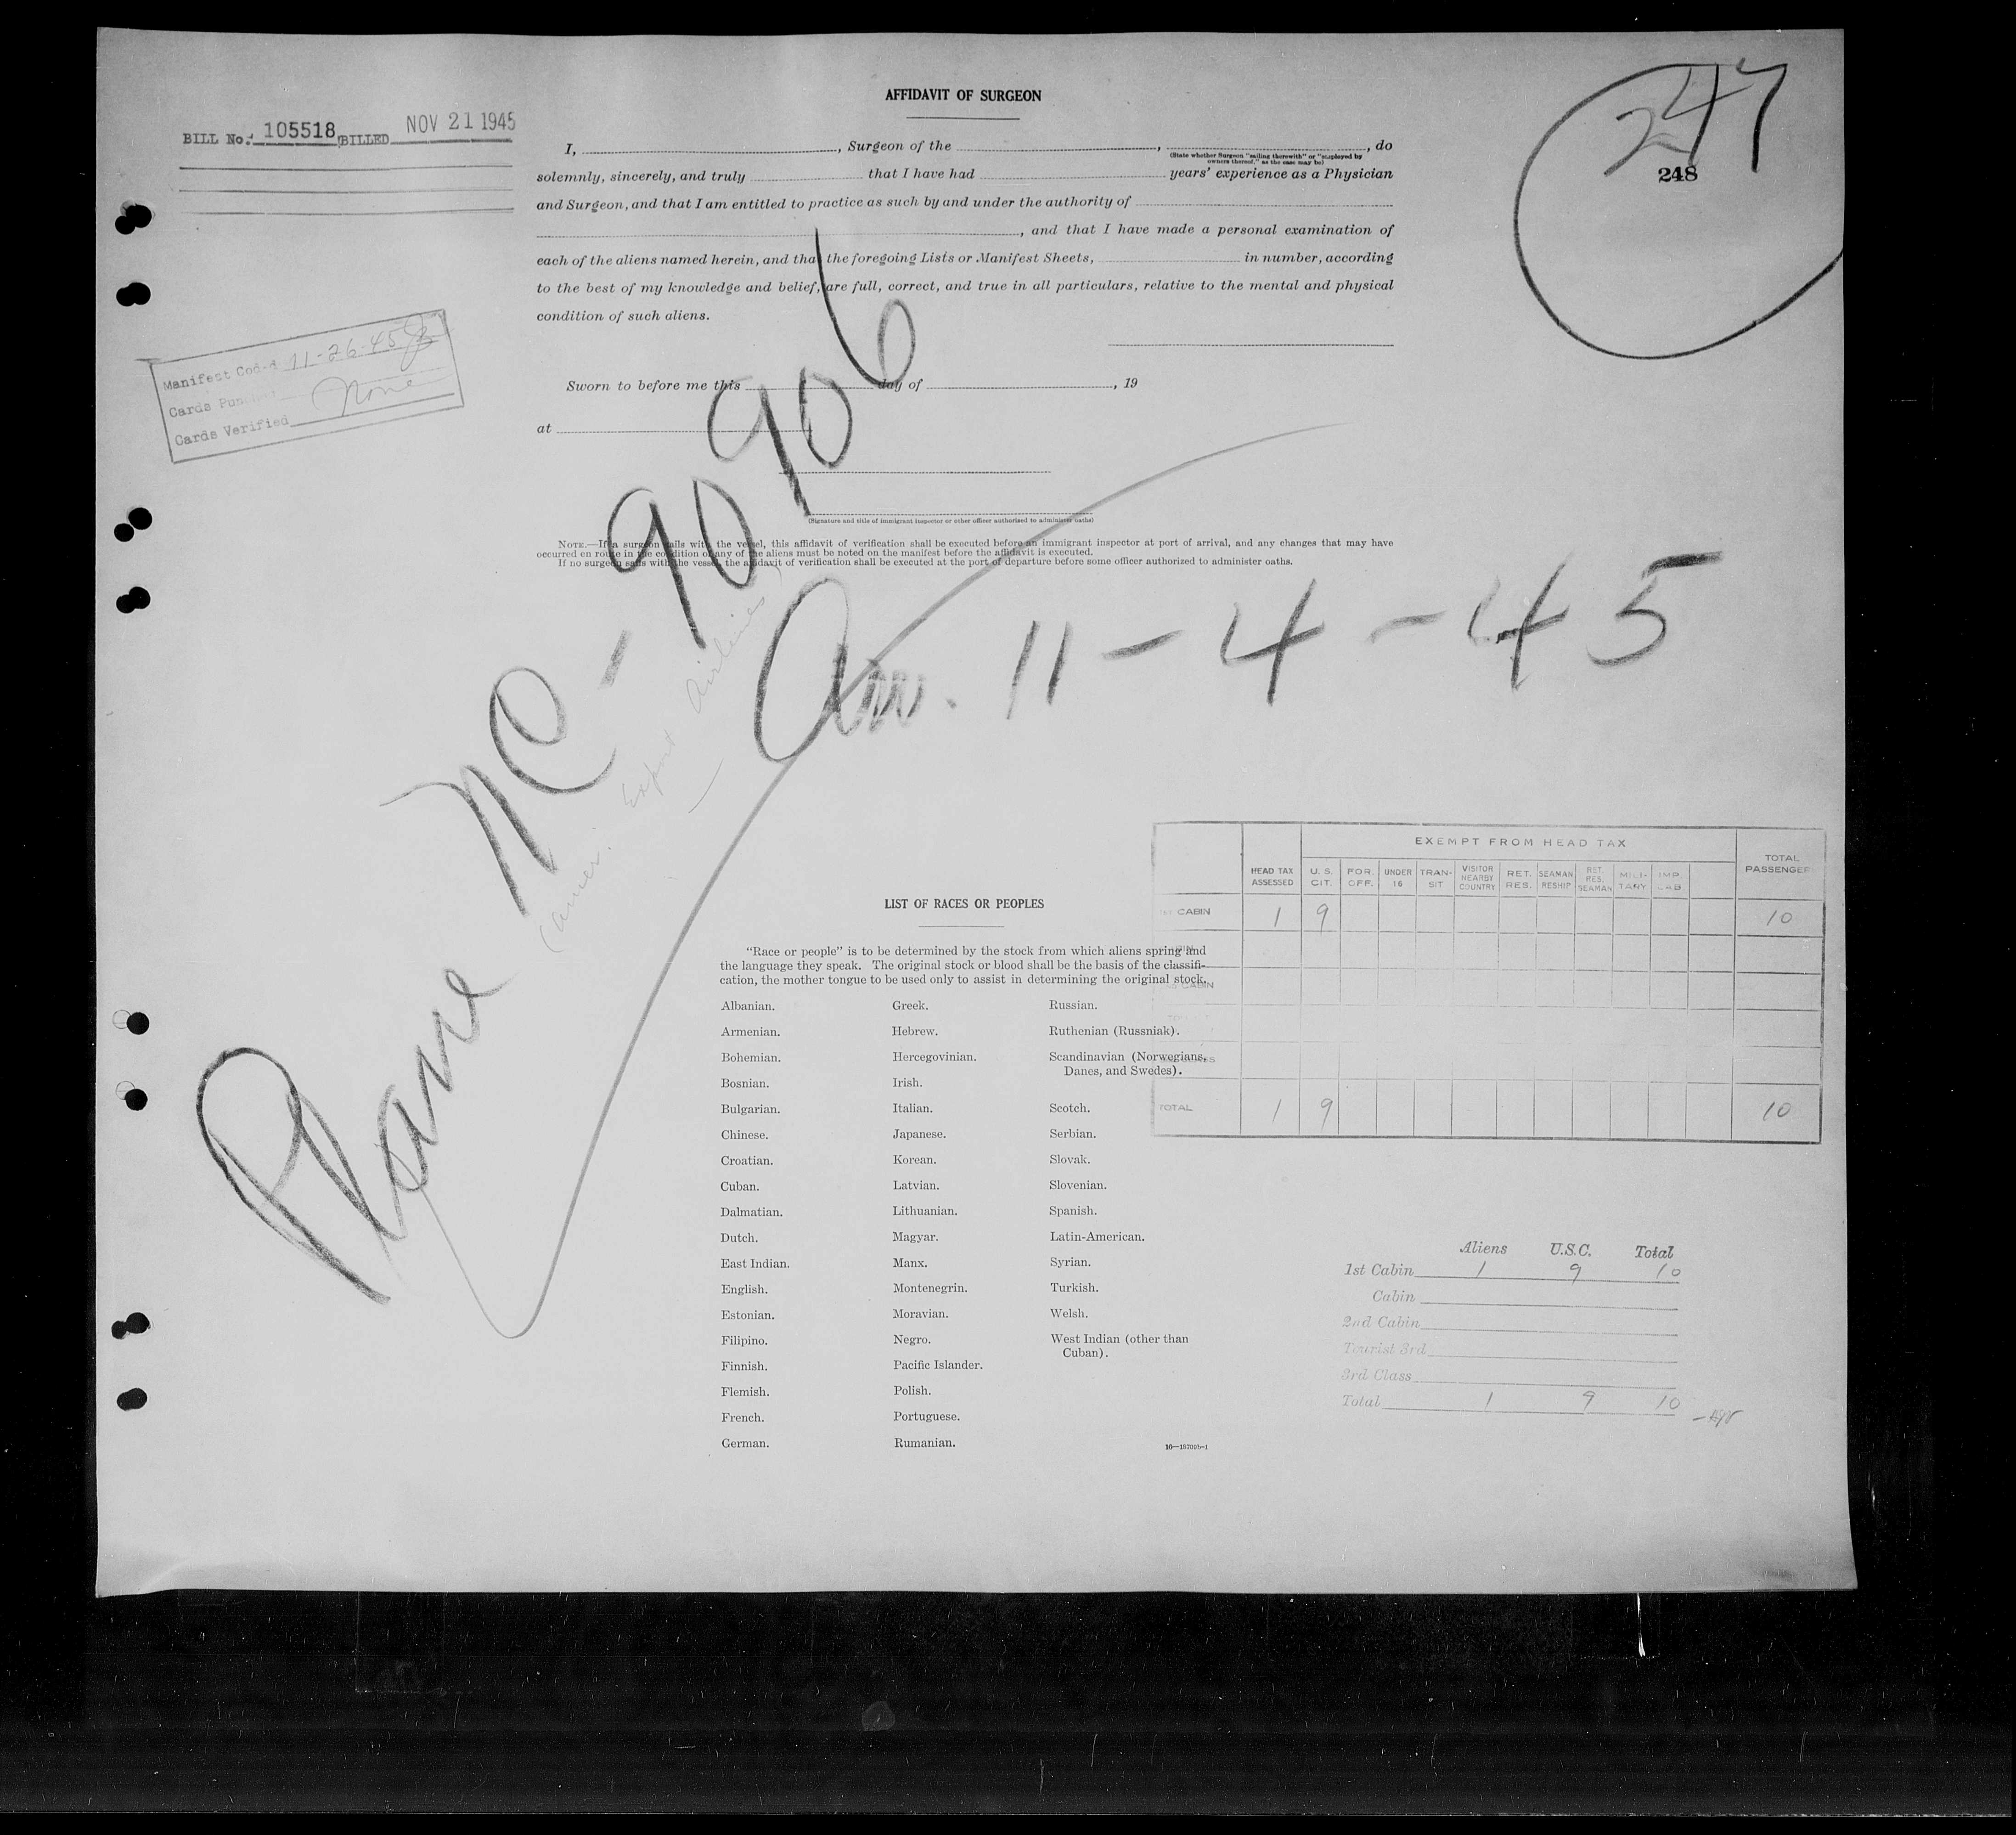 AFFIDAVIT OF SURGEON
BILL No. 105518 BILLED NOV 21 1945
247
248
I, , Surgeon of the , , do
(State whether Surgeon "sailing therewith" or "employed by
owners thereof," as the case may be)
solemnly, sincerely, and truly that I have had years' experience as a Physician
and Surgeon, and that I am entitled to practice as such by and under the authority of
, and that I have made a personal examination of
each of the aliens named herein, and that the foregoing Lists or Manifest Sheets, in number, according
to the best of my knowledge and belief, are full, correct, and true in all particulars, relative to the mental and physical
condition of such aliens.
Manifest Coded 11-26-45
Cards Punched
Cards Verified None
Sworn to before me this day of , 19
at
(Signature and title of immigrant inspector or other officer authorized to administer oaths)
NOTE.—If a surgeon sails with the vessel, this affidavit of verification shall be executed before an immigrant inspector at port of arrival, and any changes that may have
occurred en route in the condition of any of the aliens must be noted on the manifest before the affidavit is executed.
If no surgeon sails with the vessel, the affidavit of verification shall be executed at the port of departure before some officer authorized to administer oaths.
Plane NC-90906
(Amer. Export Airlines)
Arr. 11-4-45
EXEMPT FROM HEAD TAX
HEAD TAX ASSESSED U.S. CIT. FOR. OFF. UNDER 16 TRAN-SIT VISITOR NEARBY COUNTRY RET. RES. SEAMAN RESHIP RET. RES. SEAMAN MILI-TARY IMP. LAB. TOTAL PASSENGER
1st CABIN 1 9 10
CABIN
TOTAL 1 9 10
LIST OF RACES OR PEOPLES
"Race or people" is to be determined by the stock from which aliens spring and
the language they speak. The original stock or blood shall be the basis of the classifi-
cation, the mother tongue to be used only to assist in determining the original stock.
Albanian. Greek. Russian.
Armenian. Hebrew. Ruthenian (Russniak).
Bohemian. Hercegovinian. Scandinavian (Norwegians,
Danes, and Swedes).
Bosnian. Irish.
Bulgarian. Italian. Scotch.
Chinese. Japanese. Serbian.
Croatian. Korean. Slovak.
Cuban. Latvian. Slovenian.
Dalmatian. Lithuanian. Spanish.
Dutch. Magyar. Latin-American.
East Indian. Manx. Syrian.
English. Montenegrin. Turkish.
Estonian. Moravian. Welsh.
Filipino. Negro. West Indian (other than
Cuban).
Finnish. Pacific Islander.
Flemish. Polish.
French. Portuguese.
German. Rumanian.
Aliens U.S.C. Total
1st Cabin 1 9 10
Cabin
2nd Cabin
Tourist 3rd
3rd Class
Total 1 9 10